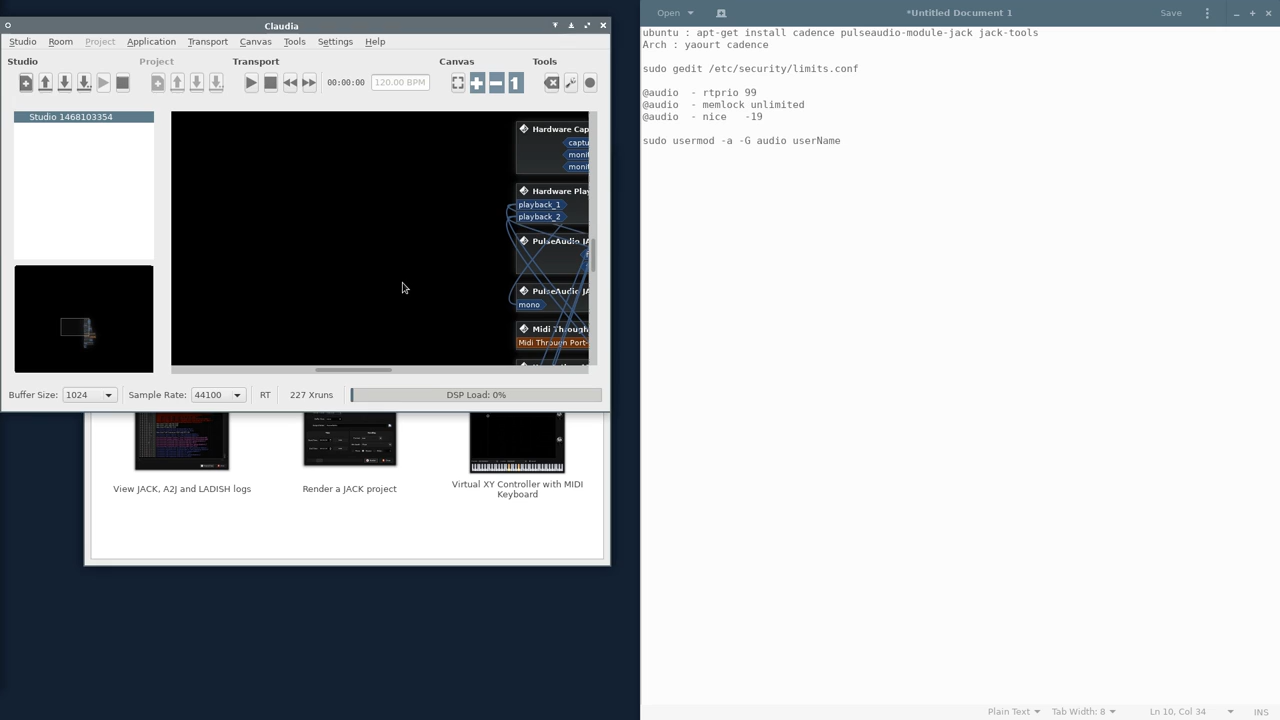 Claudia
Studio Room Project Application Transport Canvas Tools Settings Help
Studio Project Transport Canvas Tools
00:00:00 120.00 BPM
Studio 1468103354
Hardware Cap
captu
monit
monit
Hardware Play
playback_1
playback_2
PulseAudio JA
PulseAudio JA
mono
Midi Through
Midi Through Port-
Buffer Size: 1024 Sample Rate: 44100 RT 227 Xruns DSP Load: 0%
View JACK, A2J and LADISH logs
Render a JACK project
Virtual XY Controller with MIDI
Keyboard
Open *Untitled Document 1 Save
ubuntu : apt-get install cadence pulseaudio-module-jack jack-tools
Arch : yaourt cadence
sudo gedit /etc/security/limits.conf
@audio  - rtprio 99
@audio  - memlock unlimited
@audio  - nice   -19
sudo usermod -a -G audio userName
Plain Text Tab Width: 8 Ln 10, Col 34 INS